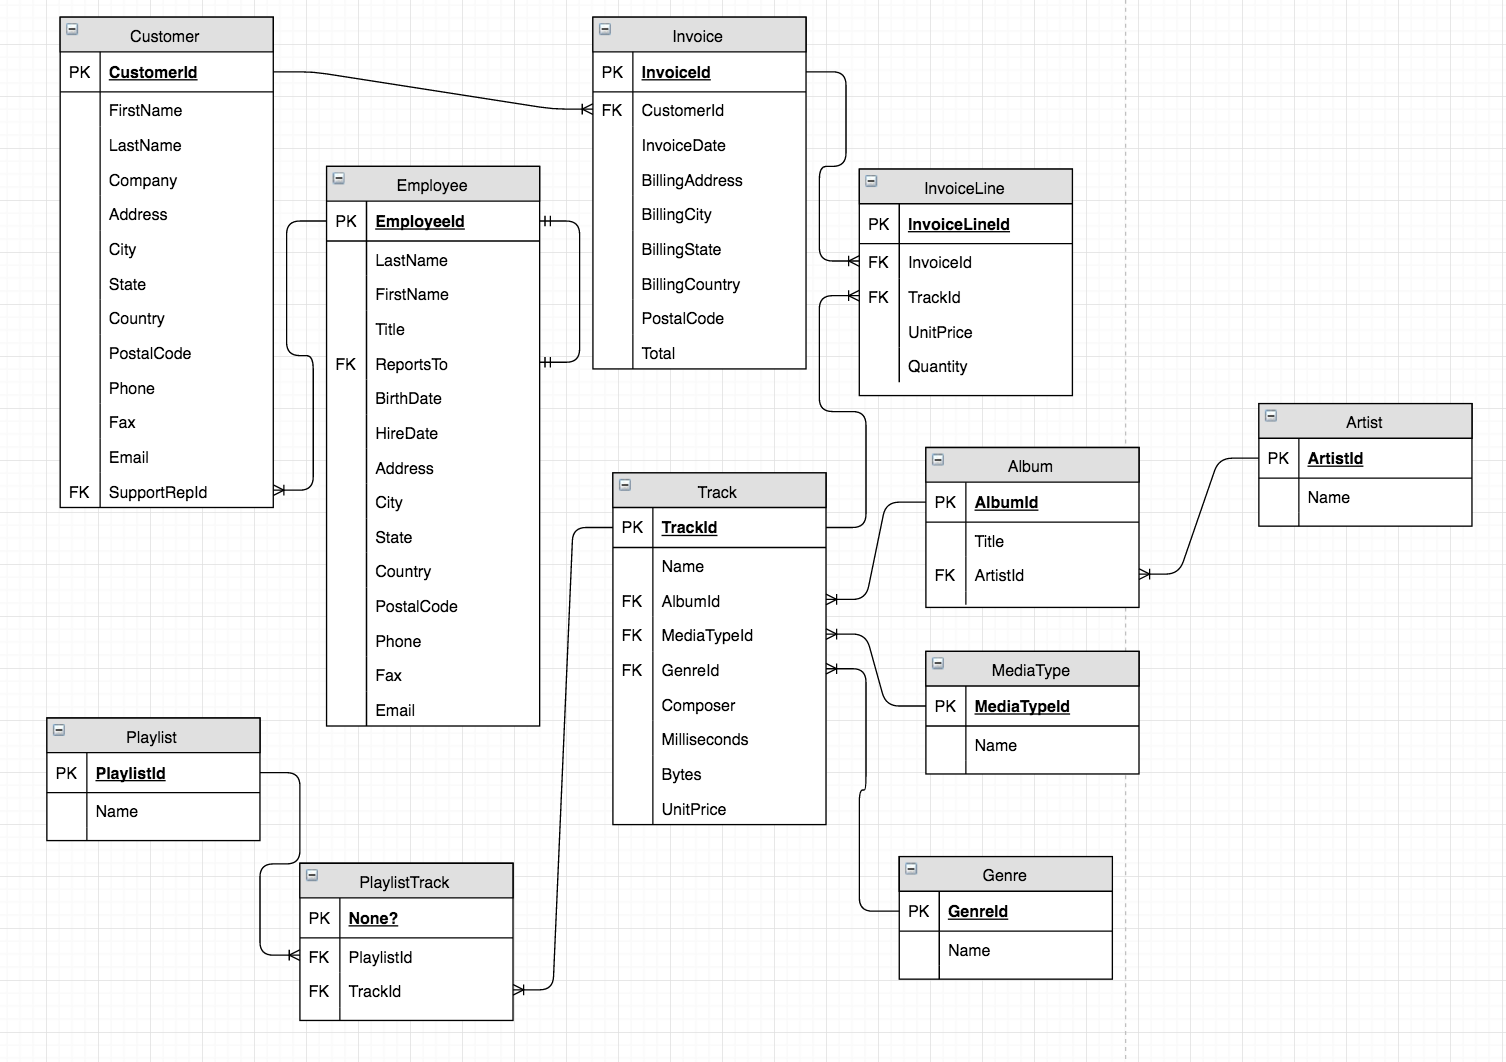 Customer
PK CustomerId
FirstName
LastName
Company
Address
City
State
Country
PostalCode
Phone
Fax
Email
FK SupportRepId
Employee
PK EmployeeId
LastName
FirstName
Title
FK ReportsTo
BirthDate
HireDate
Address
City
State
Country
PostalCode
Phone
Fax
Email
Invoice
PK InvoiceId
FK CustomerId
InvoiceDate
BillingAddress
BillingCity
BillingState
BillingCountry
PostalCode
Total
InvoiceLine
PK InvoiceLineId
FK InvoiceId
FK TrackId
UnitPrice
Quantity
Artist
PK ArtistId
Name
Album
PK AlbumId
Title
FK ArtistId
Track
PK TrackId
Name
FK AlbumId
FK MediaTypeId
FK GenreId
Composer
Milliseconds
Bytes
UnitPrice
MediaType
PK MediaTypeId
Name
Playlist
PK PlaylistId
Name
PlaylistTrack
PK None?
FK PlaylistId
FK TrackId
Genre
PK GenreId
Name